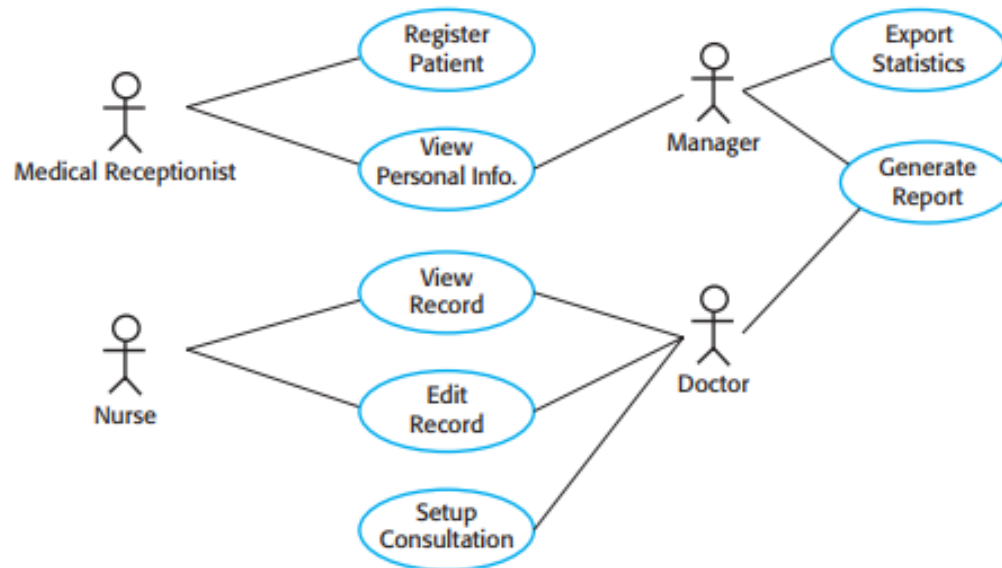 Register
Patient
Export
Statistics
Medical Receptionist
View
Personal Info.
Manager
Generate
Report
View
Record
Nurse
Edit
Record
Doctor
Setup
Consultation